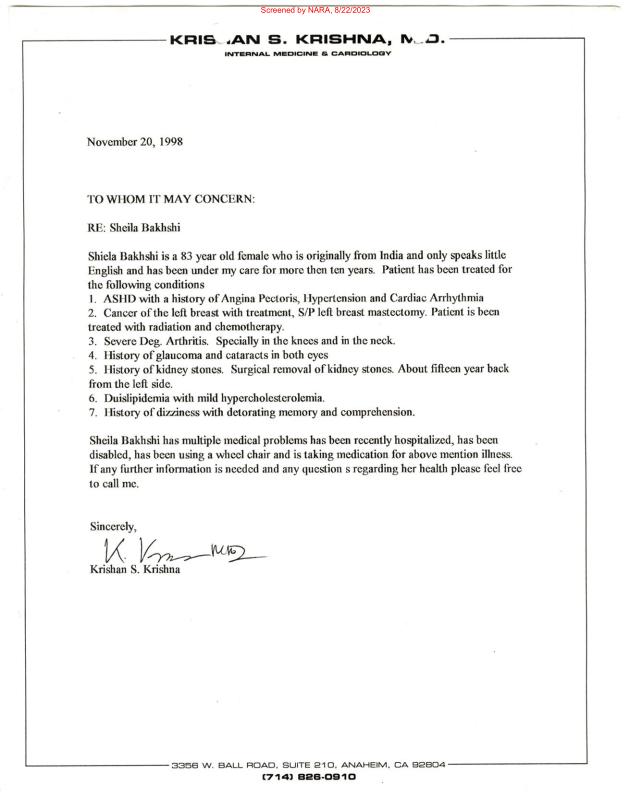 Screened by NARA, 8/22/2023
KRIS AN S. KRISHNA, M.D.
INTERNAL MEDICINE & CARDIOLOGY
November 20, 1998
TO WHOM IT MAY CONCERN:
RE: Sheila Bakhshi
Shiela Bakhshi is a 83 year old female who is originally from India and only speaks little
English and has been under my care for more then ten years. Patient has been treated for
the following conditions
1. ASHD with a history of Angina Pectoris, Hypertension and Cardiac Arrhythmia
2. Cancer of the left breast with treatment, S/P left breast mastectomy. Patient is been
treated with radiation and chemotherapy.
3. Severe Deg. Arthritis. Specially in the knees and in the neck.
4. History of glaucoma and cataracts in both eyes
5. History of kidney stones. Surgical removal of kidney stones. About fifteen year back
from the left side.
6. Duislipidemia with mild hypercholesterolemia.
7. History of dizziness with detorating memory and comprehension.
Sheila Bakhshi has multiple medical problems has been recently hospitalized, has been
disabled, has been using a wheel chair and is taking medication for above mention illness.
If any further information is needed and any question s regarding her health please feel free
to call me.
Sincerely,
Krishan S. Krishna
3356 W. BALL ROAD, SUITE 210, ANAHEIM, CA 92804
(714) 826-0910